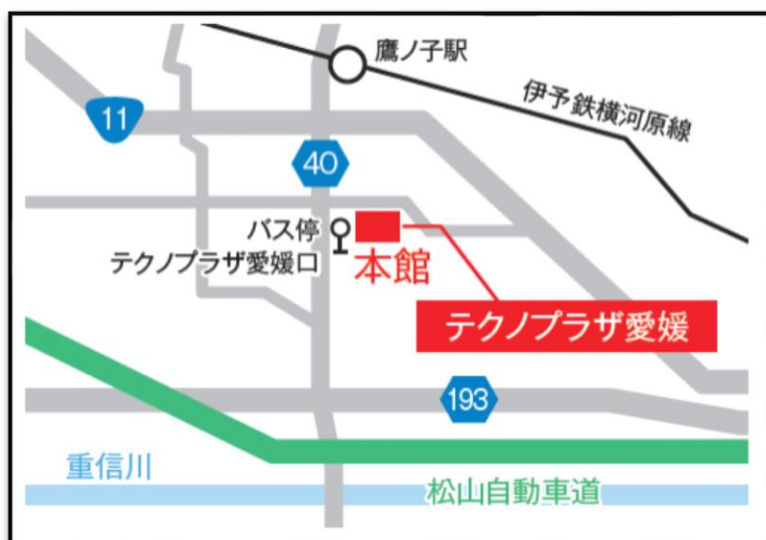 鷹ノ子駅
伊予鉄横河原線
11
40
バス停
テクノプラザ愛媛口
本館
テクノプラザ愛媛
193
重信川
松山自動車道